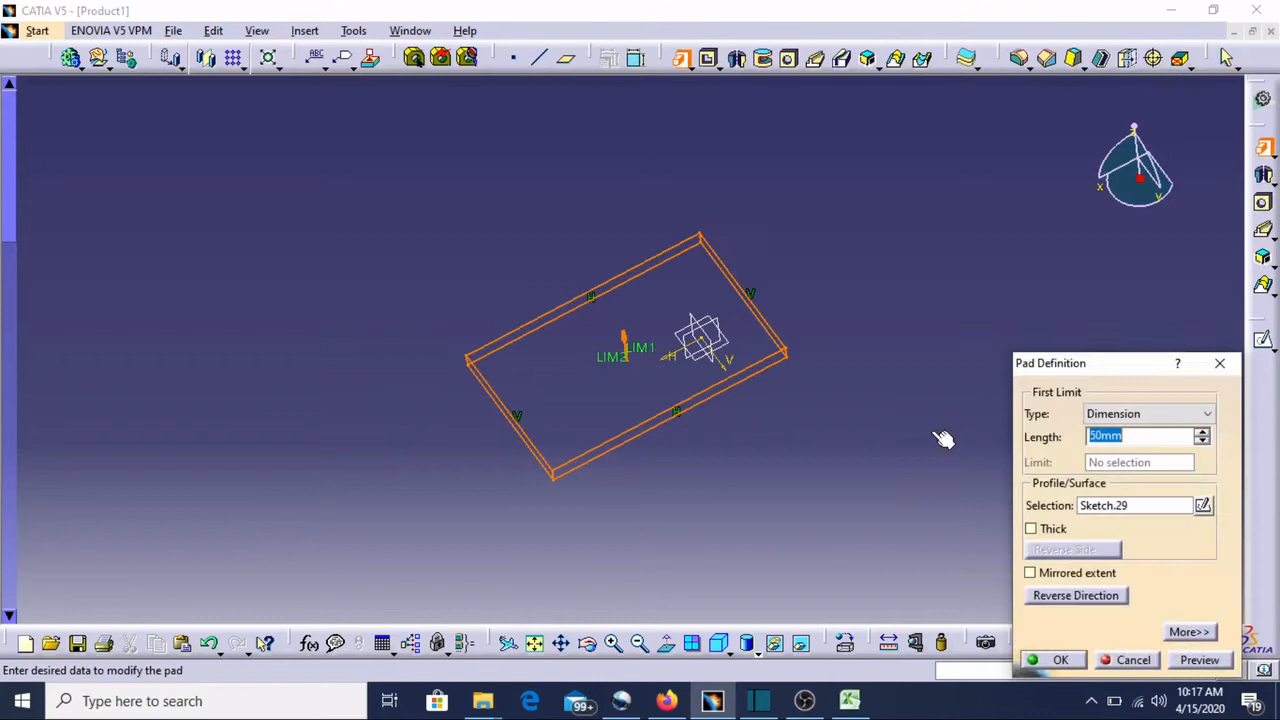 CATIA V5 - [Product1]
Start ENOVIA V5 VPM File Edit View Insert Tools Window Help
ABC
z
x
y
H
V
LIM1
LIM2
H
V
V
H
Pad Definition ?
First Limit
Type: Dimension
Length: 50mm
Limit: No selection
Profile/Surface
Selection: Sketch.29
Thick
Reverse Side
Mirrored extent
Reverse Direction
More>>
OK Cancel Preview
f(x)
CATIA
Enter desired data to modify the pad
Type here to search
99+
10:17 AM
4/15/2020
19